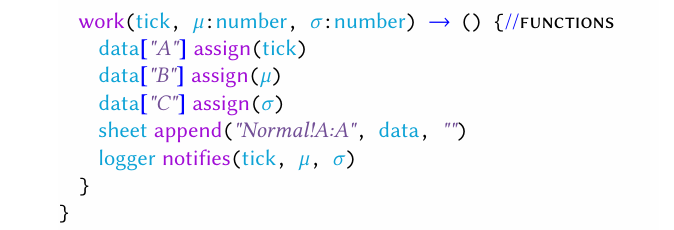 work(tick, μ:number, σ:number) → () {//FUNCTIONS
data["A"] assign(tick)
data["B"] assign(μ)
data["C"] assign(σ)
sheet append("Normal!A:A", data, "")
logger notifies(tick, μ, σ)
}
}